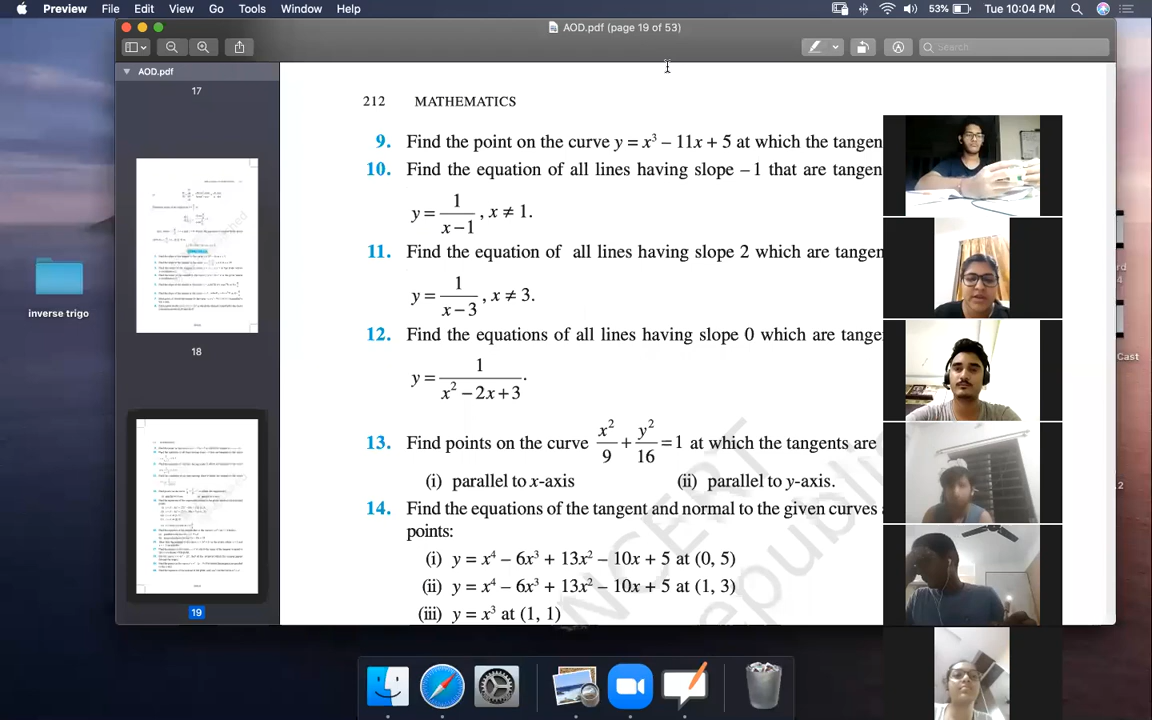 Preview File Edit View Go Tools Window Help 53% Tue 10:04 PM
AOD.pdf (page 19 of 53)
Search
AOD.pdf
17
18
19
inverse trigo
212 MATHEMATICS
9. Find the point on the curve y = x³ – 11x + 5 at which the tangen
10. Find the equation of all lines having slope – 1 that are tangen
y = 1/(x – 1), x ≠ 1.
11. Find the equation of all lines having slope 2 which are tangen
y = 1/(x – 3), x ≠ 3.
12. Find the equations of all lines having slope 0 which are tange
y = 1/(x² – 2x + 3).
13. Find points on the curve x²/9 + y²/16 = 1 at which the tangents are
(i) parallel to x-axis (ii) parallel to y-axis.
14. Find the equations of the tangent and normal to the given curves
points:
(i) y = x⁴ – 6x³ + 13x² – 10x + 5 at (0, 5)
(ii) y = x⁴ – 6x³ + 13x² – 10x + 5 at (1, 3)
(iii) y = x³ at (1, 1)
NCERT
republi
rd
4
Cast
.2